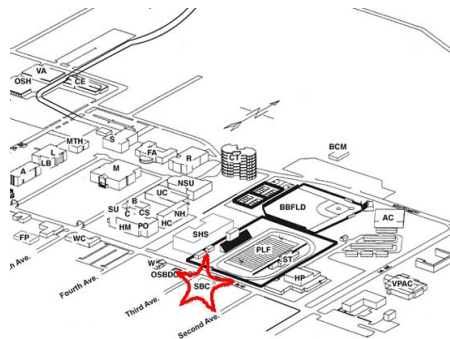 VA
OSH
CE
MTH
S
L
LB
A
FA
R
M
CT
BCM
NSU
UC
B
SU
C
CS
HM
PO
HC
NH
BBFLD
AC
SHS
FP
WC
PLF
ST
W
OSBDC
SBC
HP
VPAC
h Ave.
Fourth Ave.
Third Ave.
Second Ave.